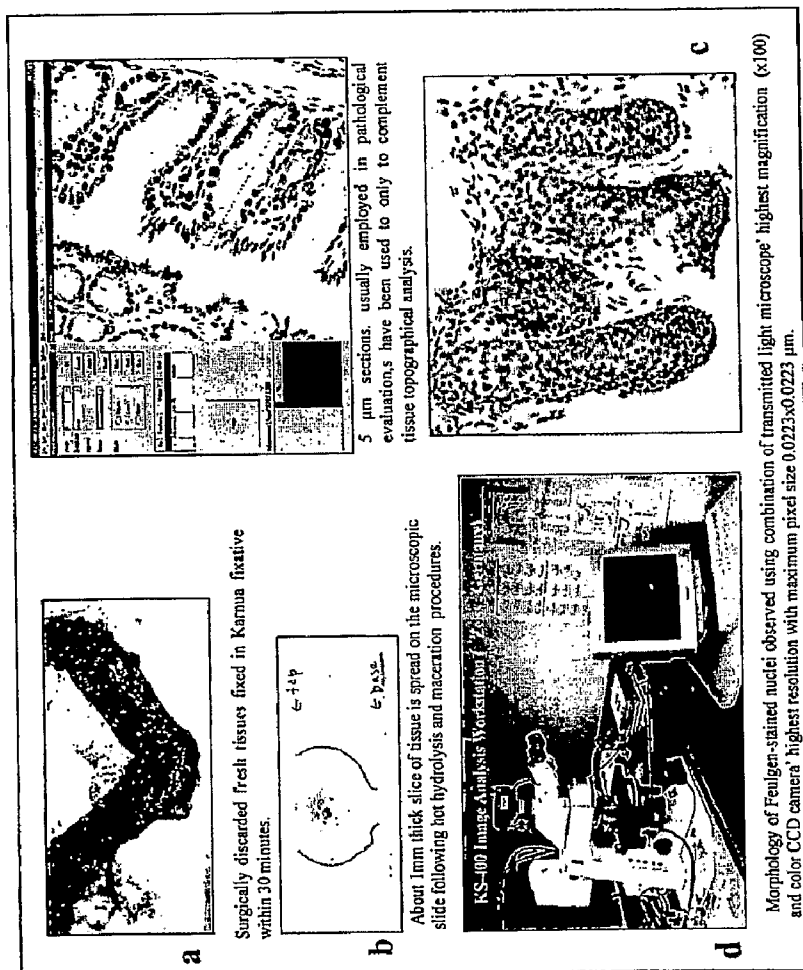 a
Surgically discarded fresh tissues fixed in Karnua fixative
within 30 minutes.
b
← tip
← base
About 1mm thick slice of tissue is spread on the microscopic
slide following hot hydrolysis and maceration procedures.
d
KS-400 Image Analysis Workstation
5 µm sections, usually employed in pathological
evaluation,s have been used to only to complement
tissue topographical analysis.
c
Morphology of Feulgen-stained nuclei observed using combination of transmitted light microscope' highest magnification (x100)
and color CCD camera' highest resolution with maximum pixel size 0.0223x0.0223 µm.